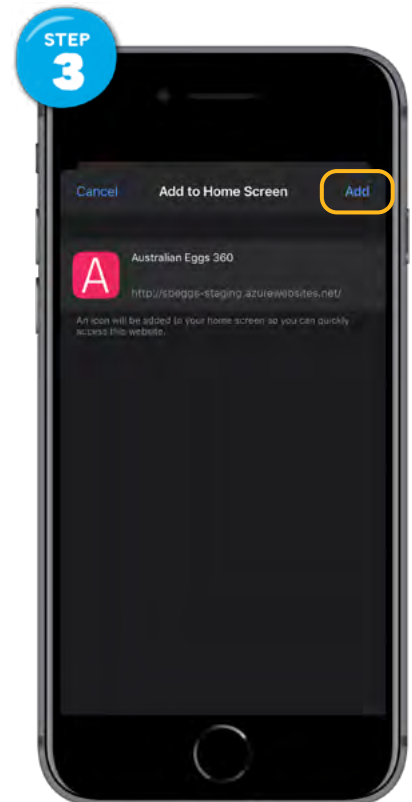 STEP
3
Cancel Add to Home Screen Add
A
Australian Eggs 360
http://sbeggs-staging.azurewebsites.net/
An icon will be added to your home screen so you can quickly
access this website.